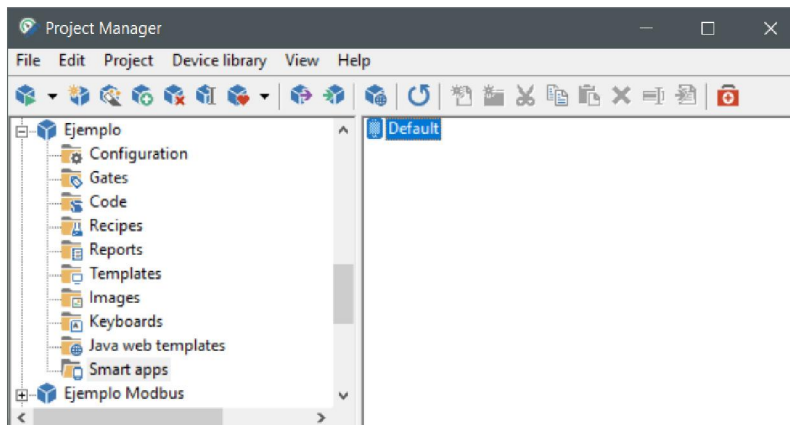 Project Manager
File Edit Project Device library View Help
Ejemplo
Default
Configuration
Gates
Code
Recipes
Reports
Templates
Images
Keyboards
Java web templates
Smart apps
Ejemplo Modbus